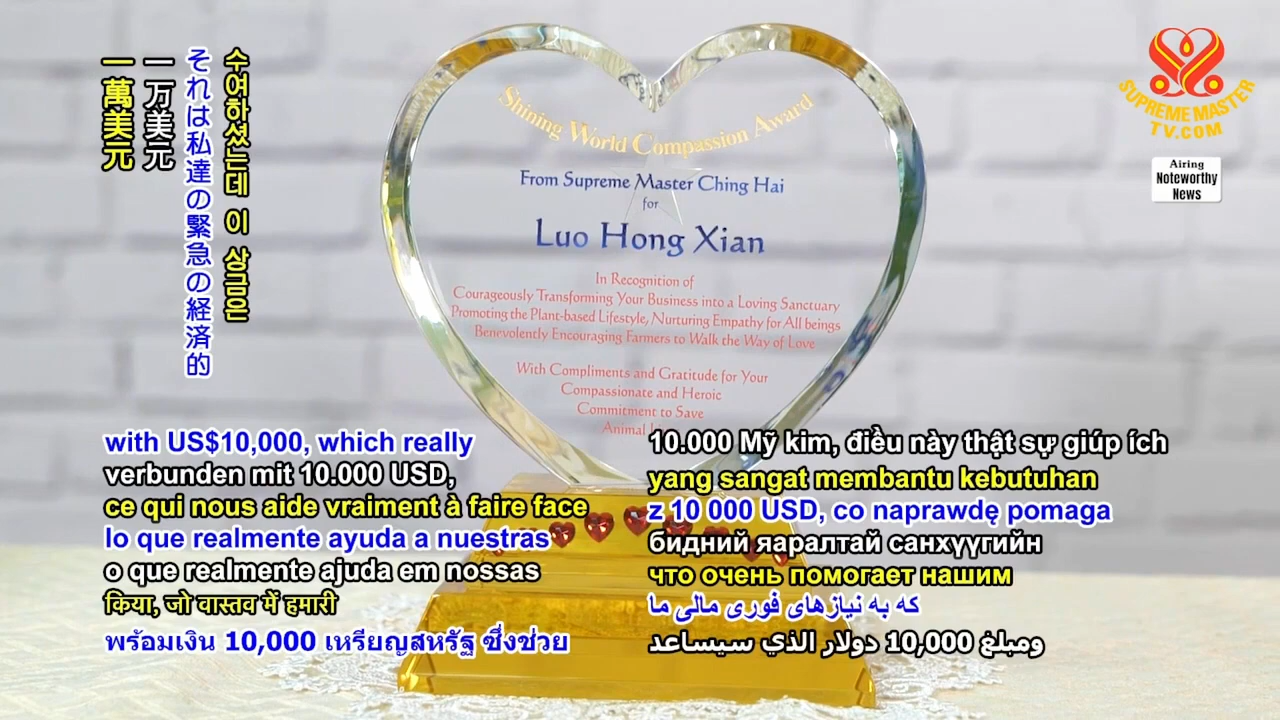 一萬美元
一万美元
それは私達の緊急の経済的
수여하셨는데 이 상금은
Shining World Compassion Award
From Supreme Master Ching Hai
for
Luo Hong Xian
In Recognition of
Courageously Transforming Your Business into a Loving Sanctuary
Promoting the Plant-based Lifestyle, Nurturing Empathy for All beings
Benevolently Encouraging Farmers to Walk the Way of Love
With Compliments and Gratitude for Your
Compassionate and Heroic
Commitment to Save
Animal
SUPREME MASTER
TV.COM
Airing
Noteworthy
News
with US$10,000, which really
verbunden mit 10.000 USD,
ce qui nous aide vraiment à faire face
lo que realmente ayuda a nuestras
o que realmente ajuda em nossas
किया, जो वास्तव में हमारी
พร้อมเงิน 10,000 เหรียญสหรัฐ ซึ่งช่วย
10.000 Mỹ kim, điều này thật sự giúp ích
yang sangat membantu kebutuhan
z 10 000 USD, co naprawdę pomaga
бидний яаралтай санхүүгийн
что очень помогает нашим
که به نیازهای فوری مالی ما
ومبلغ 10,000 دولار الذي سيساعد